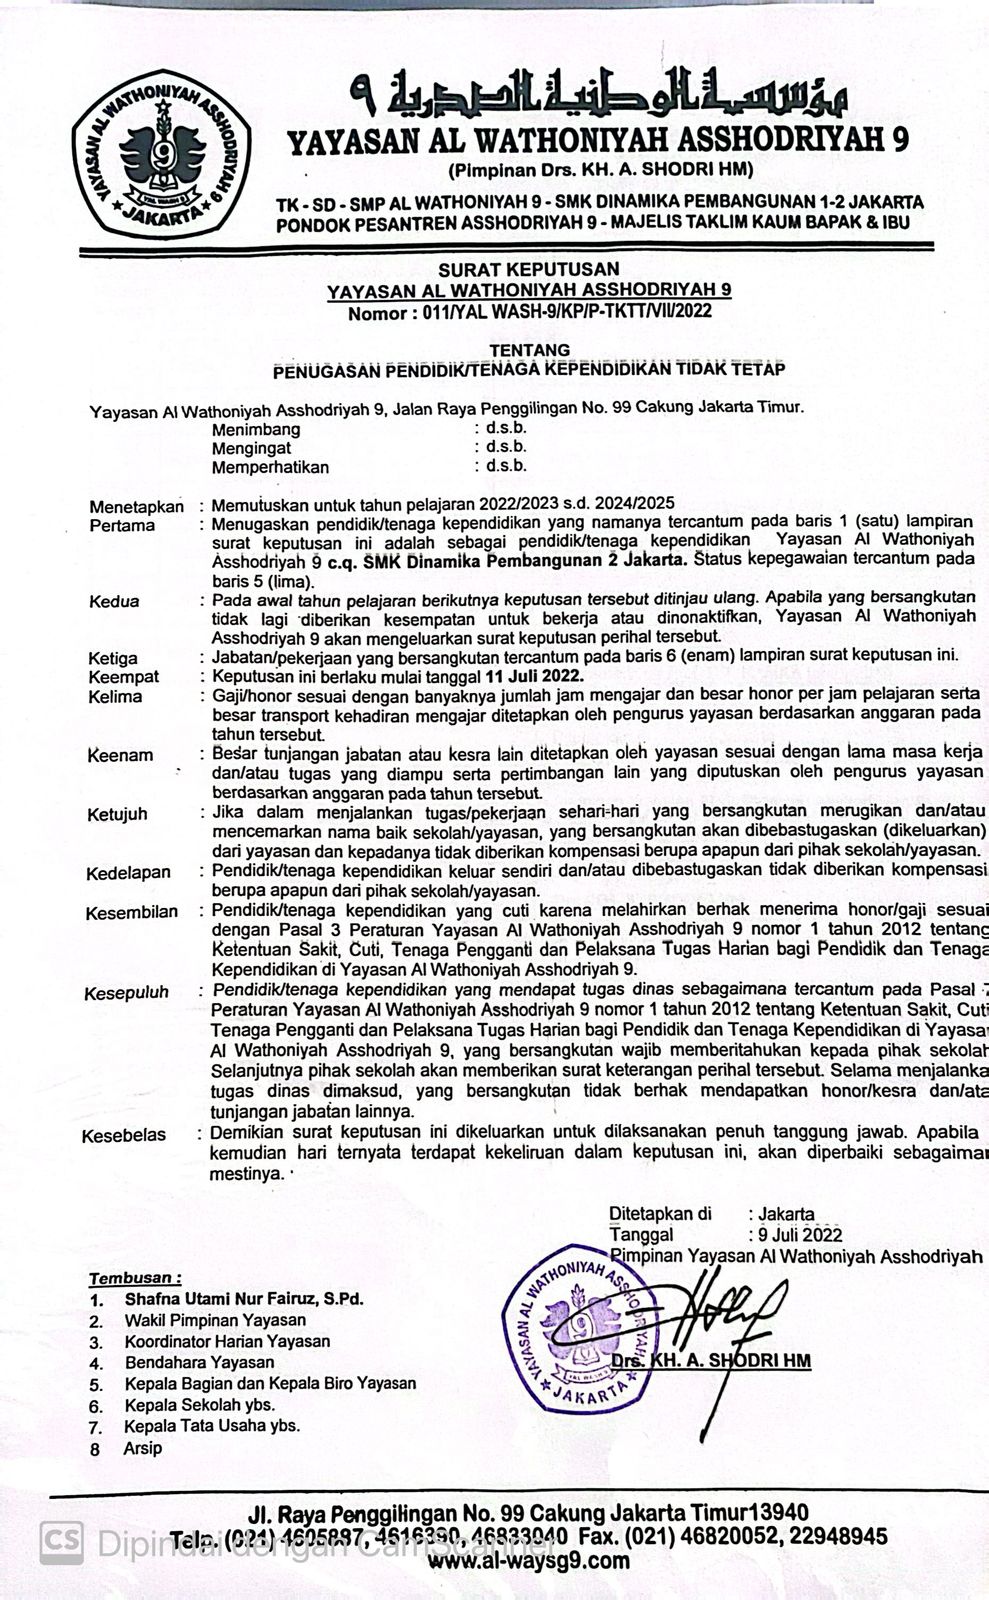 YAYASAN AL WATHONIYAH ASSHODRIYAH 9
9
YAL WASH 9
★ JAKARTA ★
مؤسسة الوطنية الصدرية ٩
YAYASAN AL WATHONIYAH ASSHODRIYAH 9
(Pimpinan Drs. KH. A. SHODRI HM)
TK - SD - SMP AL WATHONIYAH 9 - SMK DINAMIKA PEMBANGUNAN 1-2 JAKARTA
PONDOK PESANTREN ASSHODRIYAH 9 - MAJELIS TAKLIM KAUM BAPAK & IBU
SURAT KEPUTUSAN
YAYASAN AL WATHONIYAH ASSHODRIYAH 9
Nomor : 011/YAL WASH-9/KP/P-TKTT/VII/2022
TENTANG
PENUGASAN PENDIDIK/TENAGA KEPENDIDIKAN TIDAK TETAP
Yayasan Al Wathoniyah Asshodriyah 9, Jalan Raya Penggilingan No. 99 Cakung Jakarta Timur.
Menimbang : d.s.b.
Mengingat : d.s.b.
Memperhatikan : d.s.b.
Menetapkan : Memutuskan untuk tahun pelajaran 2022/2023 s.d. 2024/2025
Pertama : Menugaskan pendidik/tenaga kependidikan yang namanya tercantum pada baris 1 (satu) lampiran
surat keputusan ini adalah sebagai pendidik/tenaga kependidikan Yayasan Al Wathoniyah
Asshodriyah 9 c.q. SMK Dinamika Pembangunan 2 Jakarta. Status kepegawaian tercantum pada
baris 5 (lima).
Kedua : Pada awal tahun pelajaran berikutnya keputusan tersebut ditinjau ulang. Apabila yang bersangkutan
tidak lagi diberikan kesempatan untuk bekerja atau dinonaktifkan, Yayasan Al Wathoniyah
Asshodriyah 9 akan mengeluarkan surat keputusan perihal tersebut.
Ketiga : Jabatan/pekerjaan yang bersangkutan tercantum pada baris 6 (enam) lampiran surat keputusan ini.
Keempat : Keputusan ini berlaku mulai tanggal 11 Juli 2022.
Kelima : Gaji/honor sesuai dengan banyaknya jumlah jam mengajar dan besar honor per jam pelajaran serta
besar transport kehadiran mengajar ditetapkan oleh pengurus yayasan berdasarkan anggaran pada
tahun tersebut.
Keenam : Besar tunjangan jabatan atau kesra lain ditetapkan oleh yayasan sesuai dengan lama masa kerja
dan/atau tugas yang diampu serta pertimbangan lain yang diputuskan oleh pengurus yayasan
berdasarkan anggaran pada tahun tersebut.
Ketujuh : Jika dalam menjalankan tugas/pekerjaan sehari-hari yang bersangkutan merugikan dan/atau
mencemarkan nama baik sekolah/yayasan, yang bersangkutan akan dibebastugaskan (dikeluarkan)
dari yayasan dan kepadanya tidak diberikan kompensasi berupa apapun dari pihak sekolah/yayasan.
Kedelapan : Pendidik/tenaga kependidikan keluar sendiri dan/atau dibebastugaskan tidak diberikan kompensasi
berupa apapun dari pihak sekolah/yayasan.
Kesembilan : Pendidik/tenaga kependidikan yang cuti karena melahirkan berhak menerima honor/gaji sesuai
dengan Pasal 3 Peraturan Yayasan Al Wathoniyah Asshodriyah 9 nomor 1 tahun 2012 tentang
Ketentuan Sakit, Cuti, Tenaga Pengganti dan Pelaksana Tugas Harian bagi Pendidik dan Tenaga
Kependidikan di Yayasan Al Wathoniyah Asshodriyah 9.
Kesepuluh : Pendidik/tenaga kependidikan yang mendapat tugas dinas sebagaimana tercantum pada Pasal 7
Peraturan Yayasan Al Wathoniyah Asshodriyah 9 nomor 1 tahun 2012 tentang Ketentuan Sakit, Cuti
Tenaga Pengganti dan Pelaksana Tugas Harian bagi Pendidik dan Tenaga Kependidikan di Yayasa
Al Wathoniyah Asshodriyah 9, yang bersangkutan wajib memberitahukan kepada pihak sekolah
Selanjutnya pihak sekolah akan memberikan surat keterangan perihal tersebut. Selama menjalanka
tugas dinas dimaksud, yang bersangkutan tidak berhak mendapatkan honor/kesra dan/ata
tunjangan jabatan lainnya.
Kesebelas : Demikian surat keputusan ini dikeluarkan untuk dilaksanakan penuh tanggung jawab. Apabila
kemudian hari ternyata terdapat kekeliruan dalam keputusan ini, akan diperbaiki sebagaimar
mestinya.
Ditetapkan di : Jakarta
Tanggal : 9 Juli 2022
Pimpinan Yayasan Al Wathoniyah Asshodriyah
YAYASAN AL WATHONIYAH ASSHODRIYAH
9
YAL WASH 9
★ JAKARTA ★
Drs. KH. A. SHODRI HM
Tembusan :
1. Shafna Utami Nur Fairuz, S.Pd.
2. Wakil Pimpinan Yayasan
3. Koordinator Harian Yayasan
4. Bendahara Yayasan
5. Kepala Bagian dan Kepala Biro Yayasan
6. Kepala Sekolah ybs.
7. Kepala Tata Usaha ybs.
8 Arsip
Jl. Raya Penggilingan No. 99 Cakung Jakarta Timur13940
Telp. (021) 4605887, 4616390, 46833040 Fax. (021) 46820052, 22948945
www.al-waysg9.com
CS Dipindai dengan CamScanner